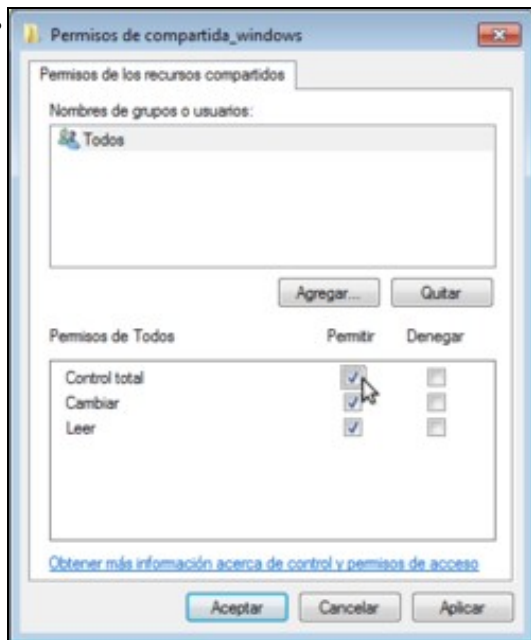 Permisos de compartida_windows
Permisos de los recursos compartidos
Nombres de grupos o usuarios:
Todos
Agregar... Quitar
Permisos de Todos Permitir Denegar
Control total
Cambiar
Leer
Obtener más información acerca de control y permisos de acceso
Aceptar Cancelar Aplicar